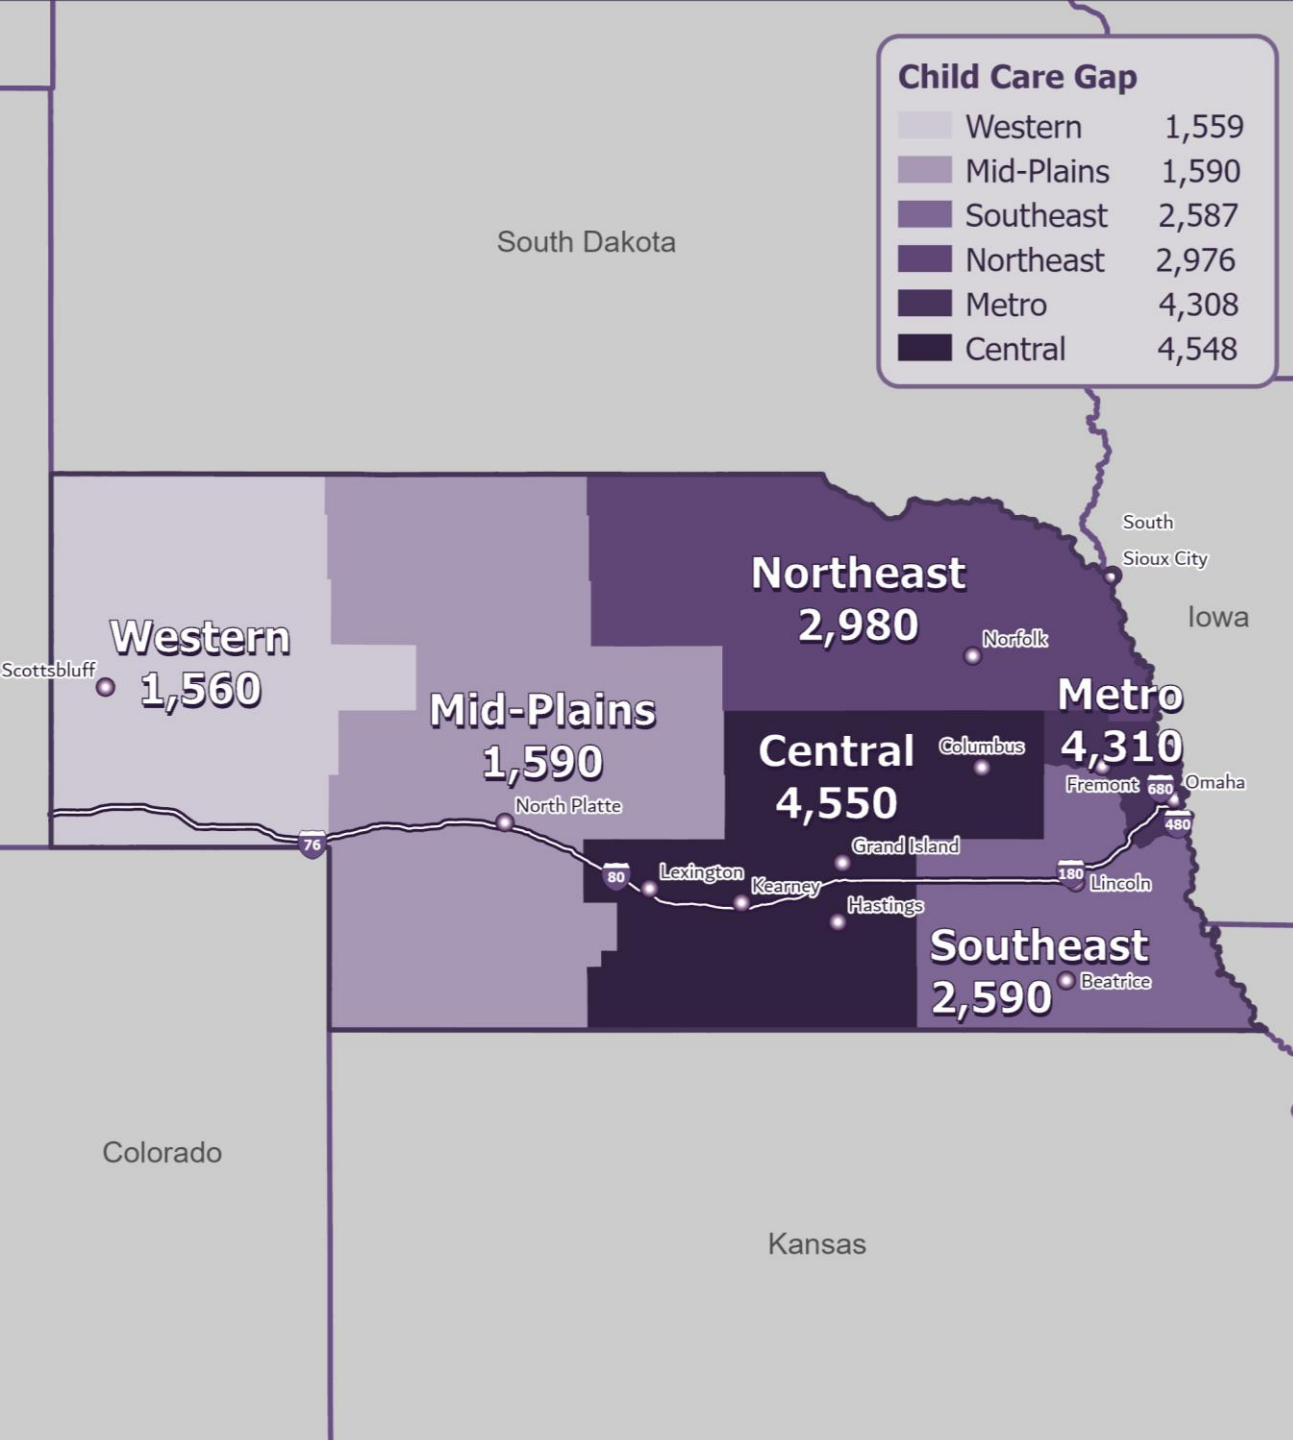 Child Care Gap
Western 1,559
Mid-Plains 1,590
Southeast 2,587
Northeast 2,976
Metro 4,308
Central 4,548
South Dakota
South
Sioux City
Iowa
Northeast
2,980
Norfolk
Western
1,560
Scottsbluff
Mid-Plains
1,590
Metro
4,310
Central
4,550
Columbus
Fremont
680
Omaha
480
North Platte
76
80
Lexington
Kearney
Grand Island
Hastings
180
Lincoln
Southeast
2,590
Beatrice
Colorado
Kansas